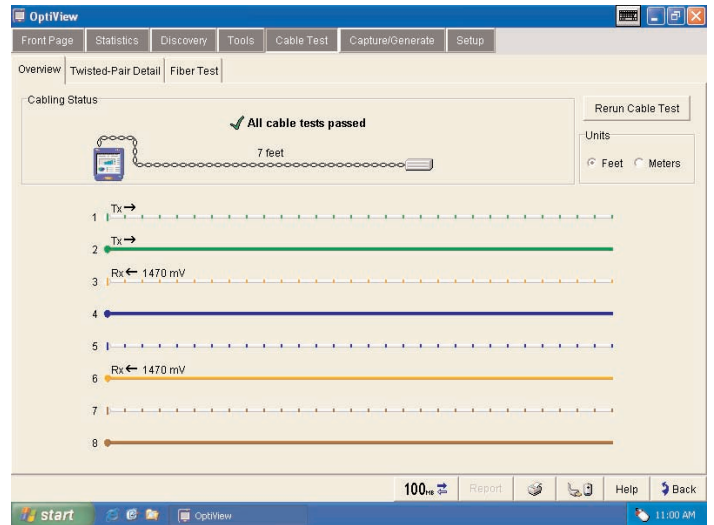 OptiView
Front Page Statistics Discovery Tools Cable Test Capture/Generate Setup
Overview Twisted-Pair Detail Fiber Test
Cabling Status
All cable tests passed
7 feet
Rerun Cable Test
Units
Feet Meters
1 Tx→
2 Tx→
3 Rx← 1470 mV
4
5
6 Rx← 1470 mV
7
8
100MB Report Help Back
start OptiView 11:00 AM